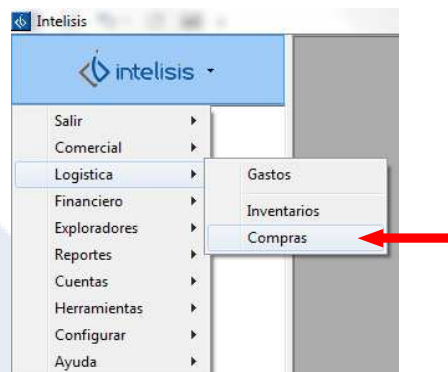 Intelisis
intelisis
Salir
Comercial
Logistica
Financiero
Exploradores
Reportes
Cuentas
Herramientas
Configurar
Ayuda
Gastos
Inventarios
Compras